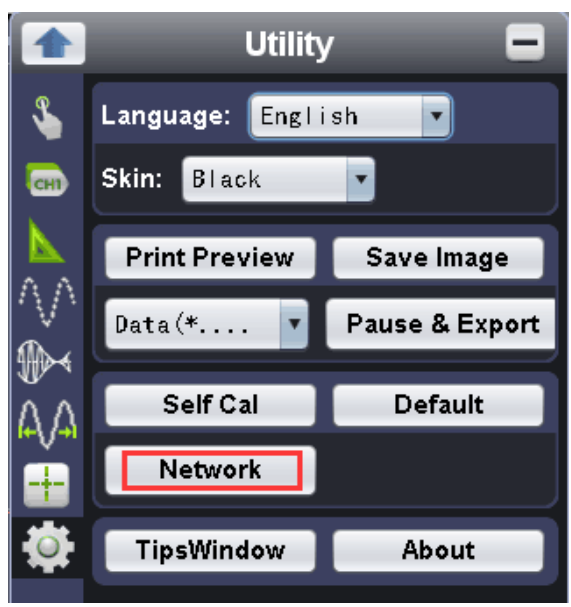 Utility
Language: English
CH1
Skin: Black
Print Preview Save Image
Data(*.... Pause & Export
Self Cal Default
Network
TipsWindow About